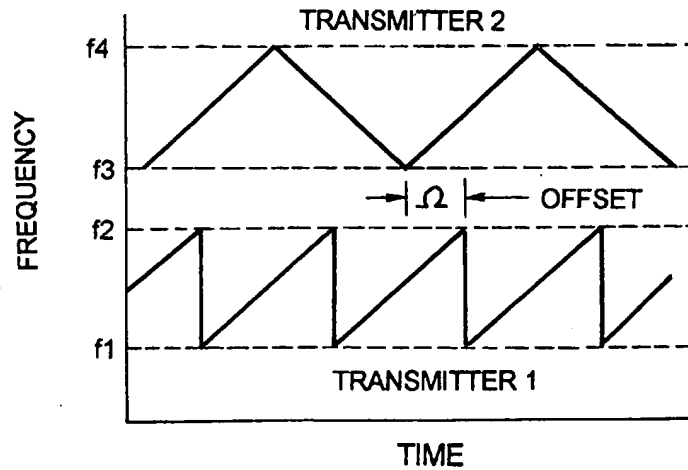 TRANSMITTER 2
f4
FREQUENCY
f3
Ω OFFSET
f2
f1
TRANSMITTER 1
TIME